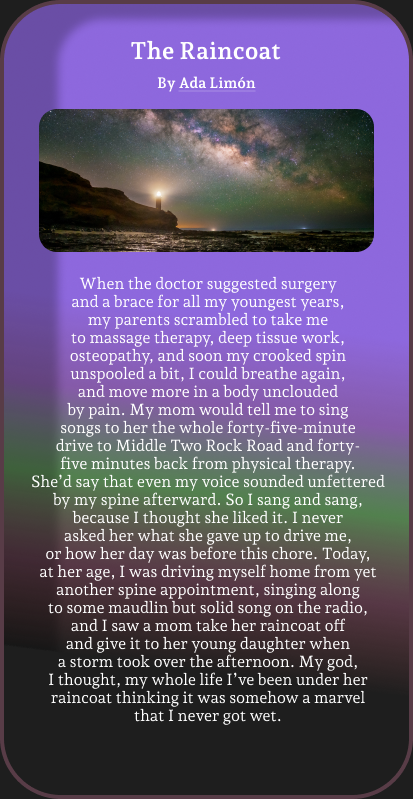 The Raincoat
By Ada Limón
When the doctor suggested surgery
and a brace for all my youngest years,
my parents scrambled to take me
to massage therapy, deep tissue work,
osteopathy, and soon my crooked spin
unspooled a bit, I could breathe again,
and move more in a body unclouded
by pain. My mom would tell me to sing
songs to her the whole forty-five-minute
drive to Middle Two Rock Road and forty-
five minutes back from physical therapy.
She'd say that even my voice sounded unfettered
by my spine afterward. So I sang and sang,
because I thought she liked it. I never
asked her what she gave up to drive me,
or how her day was before this chore. Today,
at her age, I was driving myself home from yet
another spine appointment, singing along
to some maudlin but solid song on the radio,
and I saw a mom take her raincoat off
and give it to her young daughter when
a storm took over the afternoon. My god,
I thought, my whole life I've been under her
raincoat thinking it was somehow a marvel
that I never got wet.